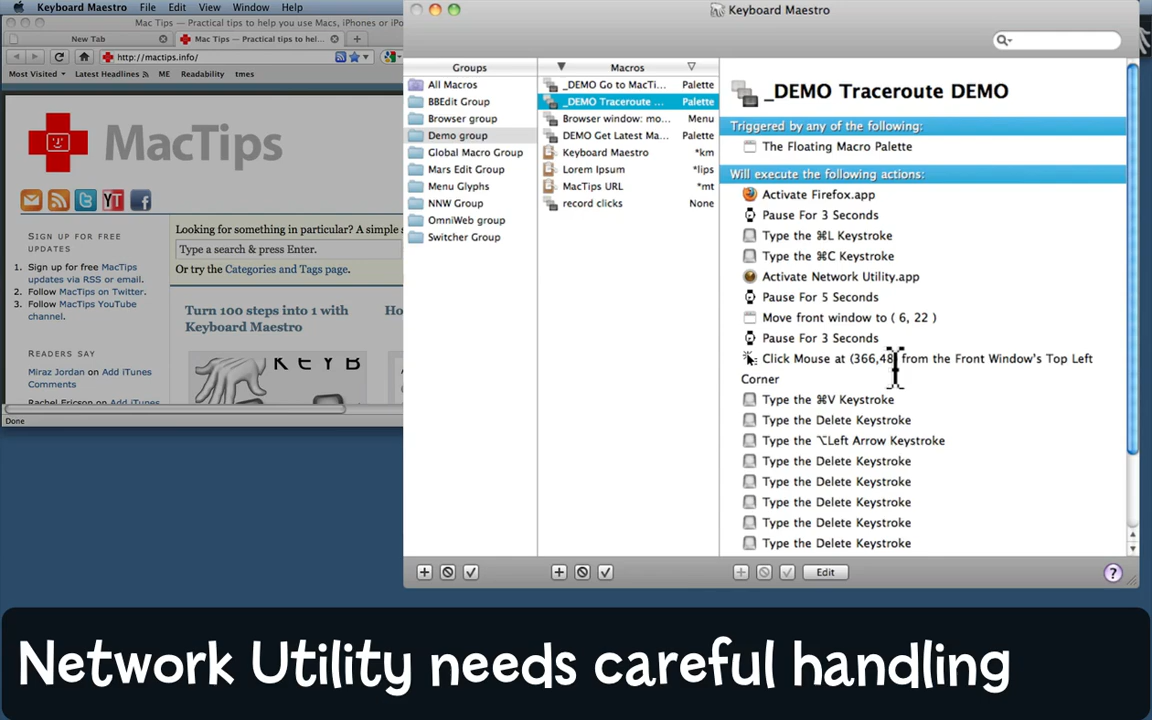 Keyboard Maestro File Edit View Window Help
Mac Tips — Practical tips to help you use Macs, iPhones or iPo
New Tab
Mac Tips — Practical tips to hel...
http://mactips.info/
Most Visited Latest Headlines ME Readability tmes
MacTips
SIGN UP FOR FREE
UPDATES
1. Sign up for free MacTips
updates via RSS or email.
2. Follow MacTips on Twitter.
3. Follow MacTips YouTube
channel.
READERS SAY
Miraz Jordan on Add iTunes
Comments
Rachel Ericson on Add iTunes
Looking for something in particular? A simple s
Type a search & press Enter.
Or try the Categories and Tags page.
Turn 100 steps into 1 with
Keyboard Maestro
Ho
K E Y B
Done
Keyboard Maestro
Groups
All Macros
BBEdit Group
Browser group
Demo group
Global Macro Group
Mars Edit Group
Menu Glyphs
NNW Group
OmniWeb group
Switcher Group
Macros
_DEMO Go to MacTi... Palette
_DEMO Traceroute ... Palette
Browser window: mo... Menu
DEMO Get Latest Ma... Palette
Keyboard Maestro *km
Lorem Ipsum *lips
MacTips URL *mt
record clicks None
_DEMO Traceroute DEMO
Triggered by any of the following:
The Floating Macro Palette
Will execute the following actions:
Activate Firefox.app
Pause For 3 Seconds
Type the ⌘L Keystroke
Type the ⌘C Keystroke
Activate Network Utility.app
Pause For 5 Seconds
Move front window to ( 6, 22 )
Pause For 3 Seconds
Click Mouse at (366,48) from the Front Window's Top Left
Corner
Type the ⌘V Keystroke
Type the Delete Keystroke
Type the ⌥Left Arrow Keystroke
Type the Delete Keystroke
Type the Delete Keystroke
Type the Delete Keystroke
Type the Delete Keystroke
Type the Delete Keystroke
Edit
?
Network Utility needs careful handling